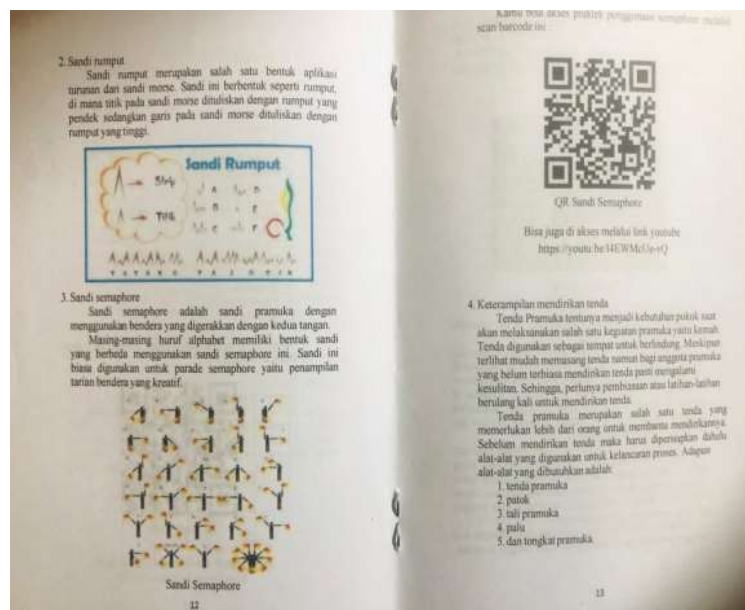 2. Sandi rumput
Sandi rumput merupakan salah satu bentuk aplikasi
turunan dari sandi morse. Sandi ini berbentuk seperti rumput,
di mana titik pada sandi morse dituliskan dengan rumput yang
pendek sedangkan garis pada sandi morse dituliskan dengan
rumput yang tinggi.
Sandi Rumput
Strip
Titik
A D
B E
C F
3. Sandi semaphore
Sandi semaphore adalah sandi pramuka dengan
menggunakan bendera yang digerakkan dengan kedua tangan.
Masing-masing huruf alphabet memiliki bentuk sandi
yang berbeda menggunakan sandi semaphore ini. Sandi ini
biasa digunakan untuk parade semaphore yaitu penampilan
tarian bendera yang kreatif.
Sandi Semaphore
12
Kamu bisa akses praktek penggunaan semaphore melalui
scan barcode ini
QR Sandi Semaphore
Bisa juga di akses melalui link youtube
4. Keterampilan mendirikan tenda
Tenda Pramuka tentunya menjadi kebutuhan pokok saat
akan melaksanakan salah satu kegiatan pramuka yaitu kemah.
Tenda digunakan sebagai tempat untuk berlindung. Meskipun
terlihat mudah memasang tenda namun bagi anggota pramuka
yang belum terbiasa mendirikan tenda pasti mengalami
kesulitan. Sehingga, perlunya pembiasaan atau latihan-latihan
berulang kali untuk mendirikan tenda.
Tenda pramuka merupakan salah satu tenda yang
memerlukan lebih dari orang untuk membantu mendirikannya.
Sebelum mendirikan tenda maka harus dipersiapkan dahulu
alat-alat yang digunakan untuk kelancaran proses. Adapun
alat-alat yang dibutuhkan adalah:
1. tenda pramuka
2. patok
3. tali pramuka
4. palu
5. dan tongkat pramuka.
13